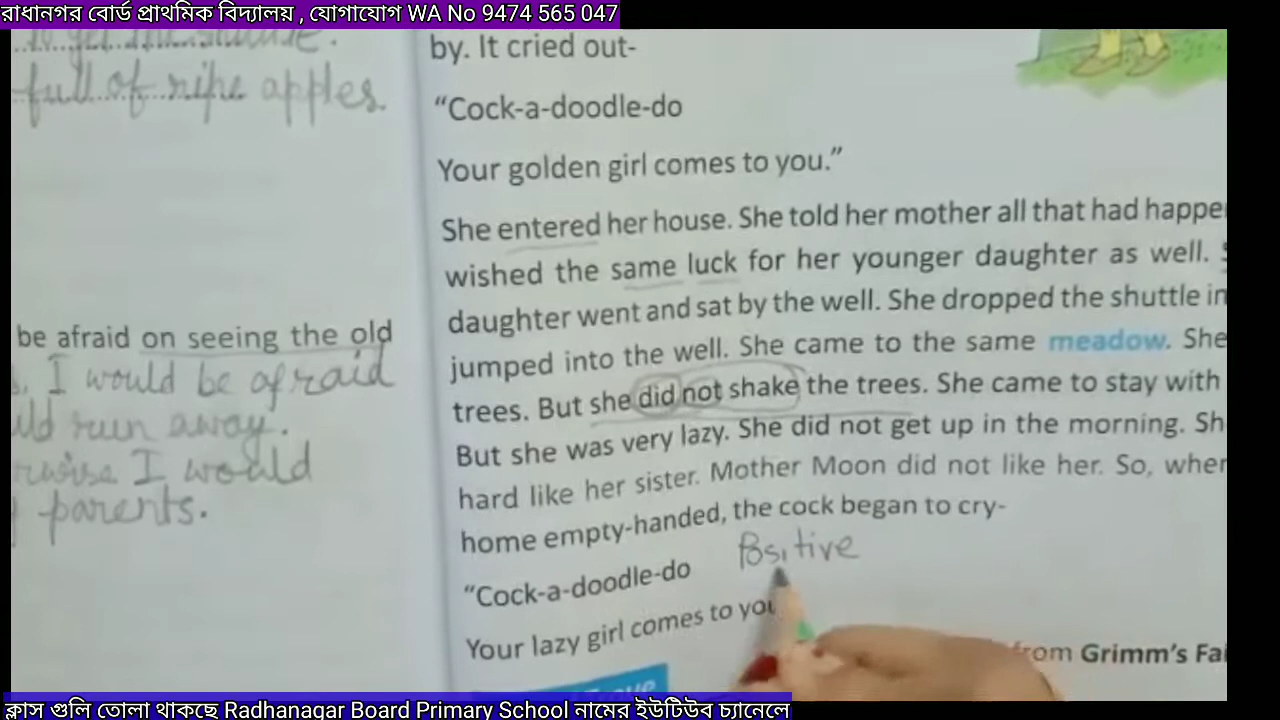 রাধানগর বোর্ড প্রাথমিক বিদ্যালয় , যোগাযোগ WA No 9474 565 047
full of ripe apples.
be afraid on seeing the old
I would be afraid
run away.
I would
parents.
by. It cried out-
“Cock-a-doodle-do
Your golden girl comes to you.”
She entered her house. She told her mother all that had
wished the same luck for her younger daughter as well.
daughter went and sat by the well. She dropped the shuttle
jumped into the well. She came to the same meadow. She
trees. But she did not shake the trees. She came to stay with
But she was very lazy. She did not get up in the morning.
hard like her sister. Mother Moon did not like her. So,
home empty-handed, the cock began to cry-
Positive
“Cock-a-doodle-do
Your lazy girl comes to
from Grimm's
ক্লাস গুলি তোলা থাকছে Radhanagar Board Primary School নামের ইউটিউব চ্যানেলে